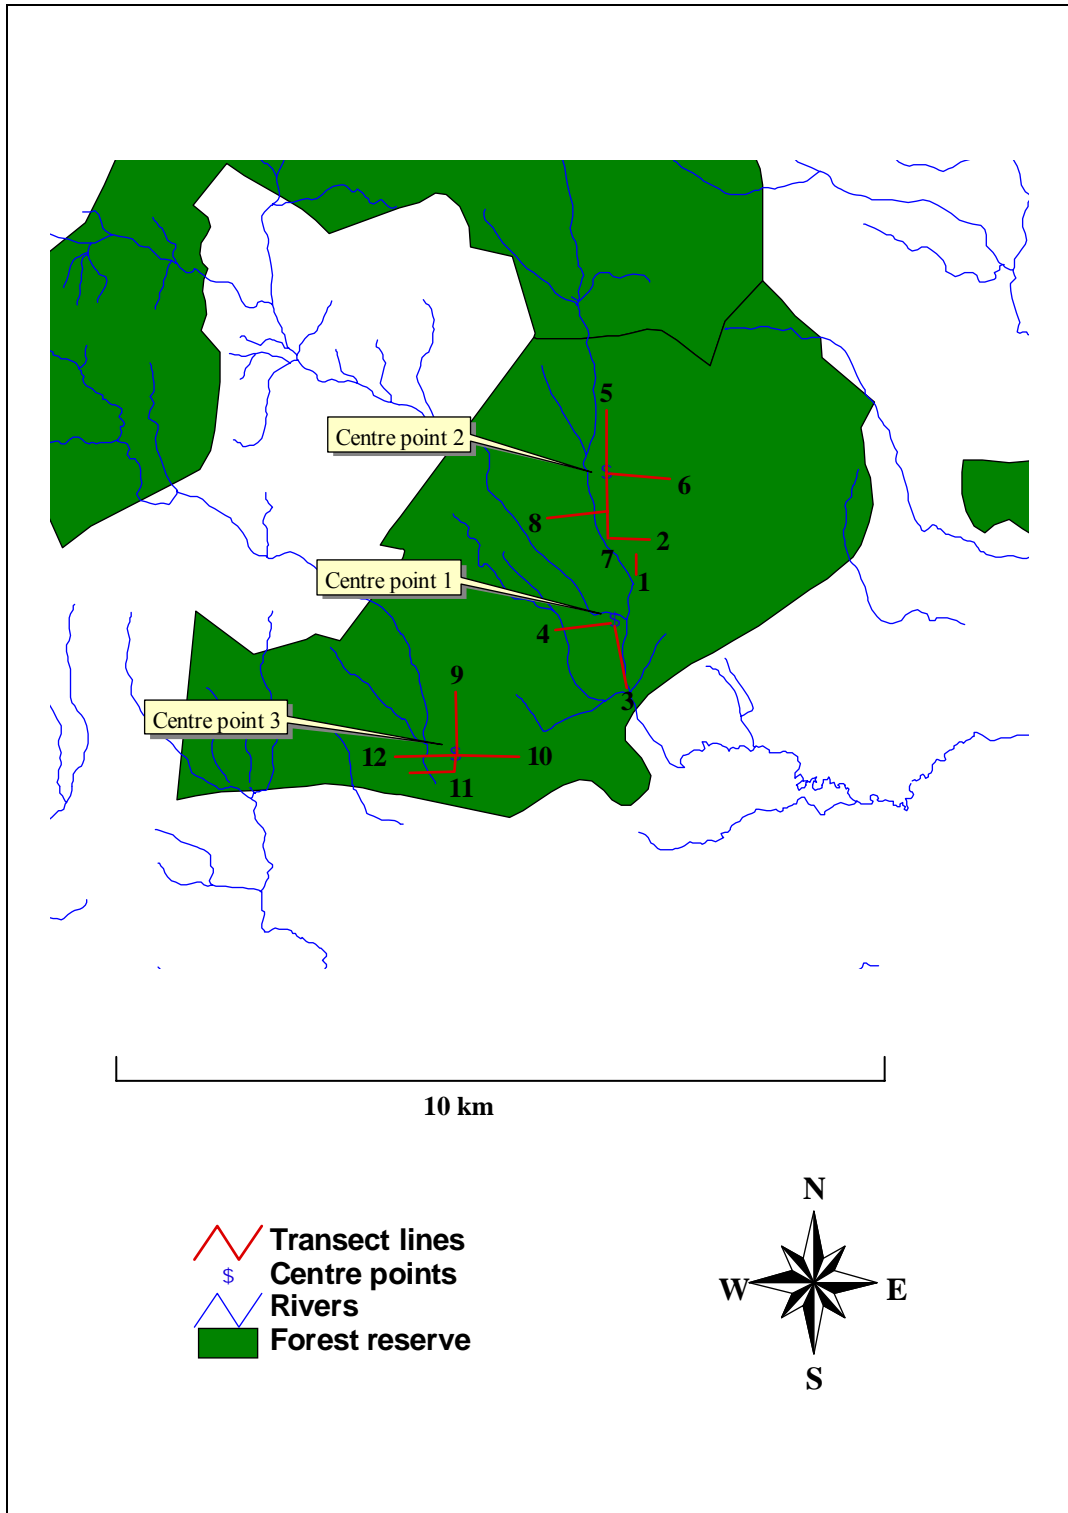 5
Centre point 2
6
8
2
7
Centre point 1
1
4
9
3
Centre point 3
12
10
11
10 km
N
W
E
S
Transect lines
$ Centre points
Rivers
Forest reserve